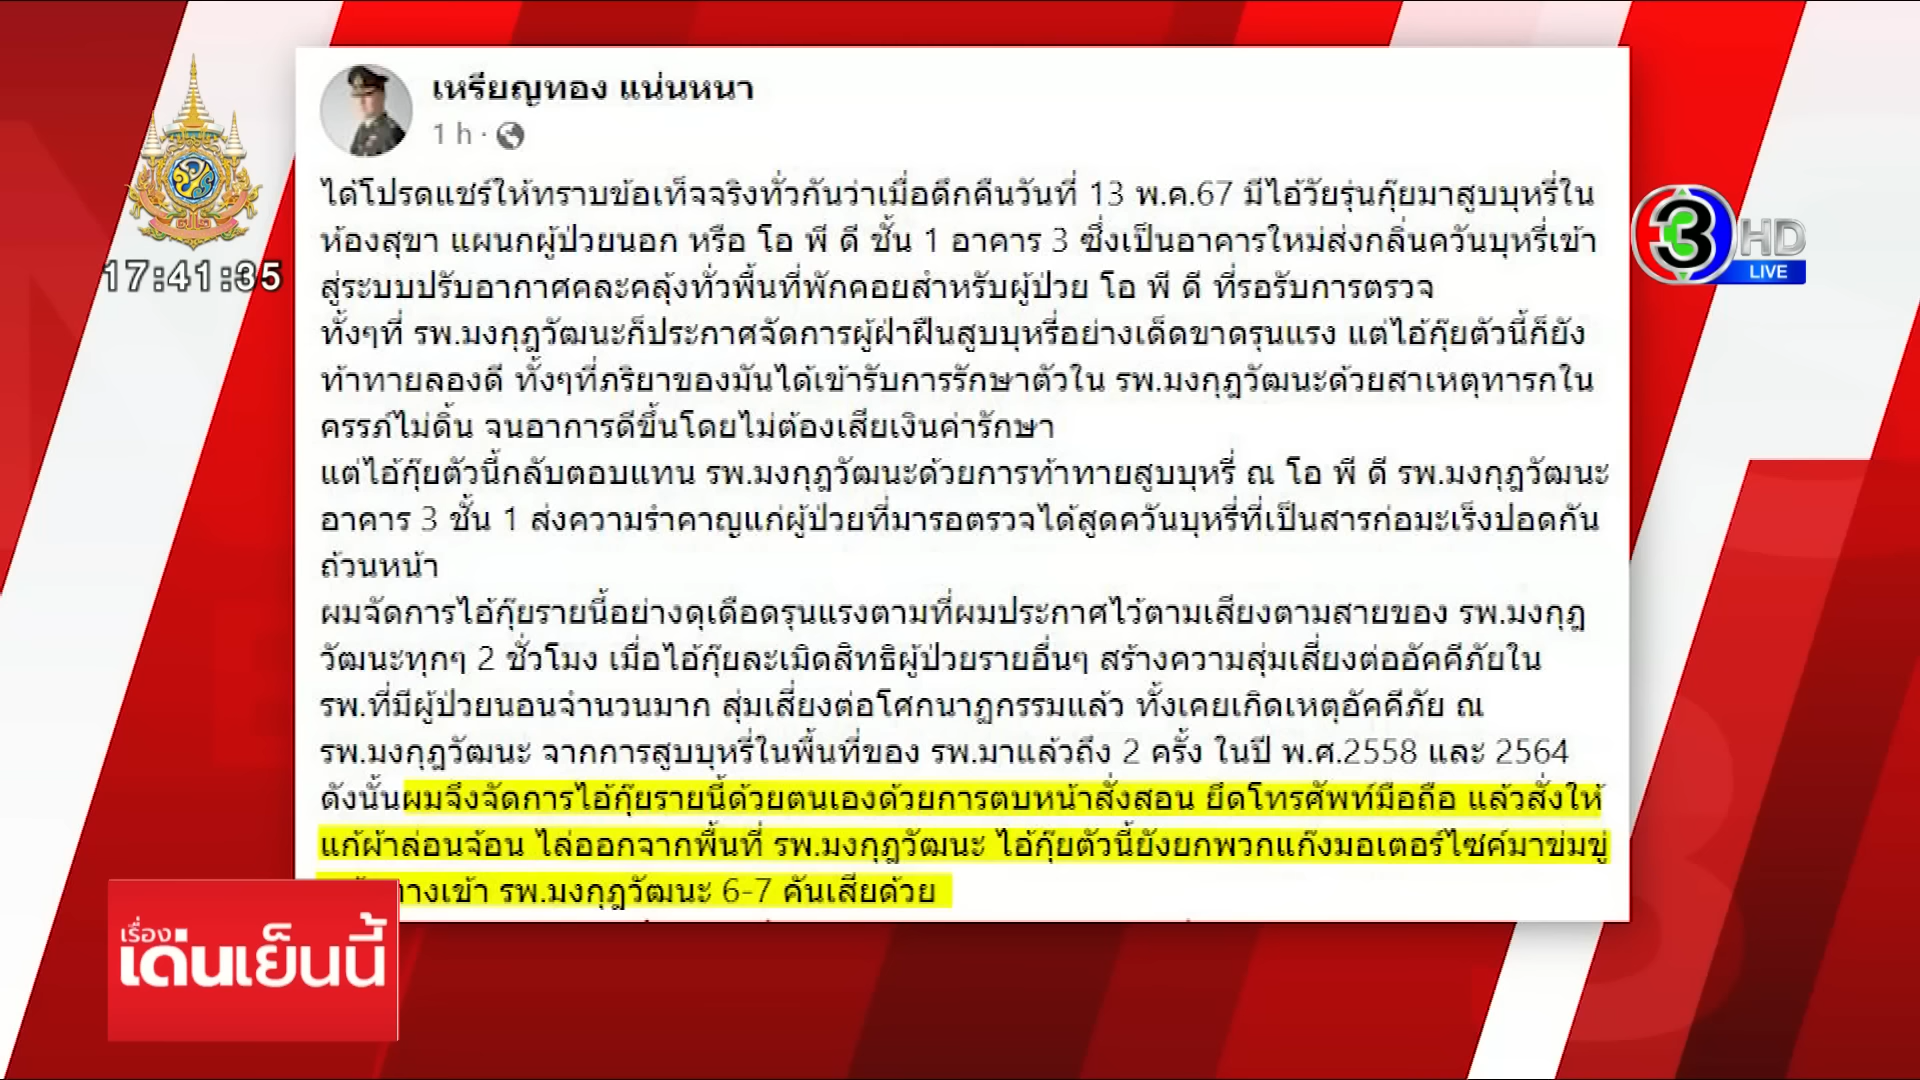 เหรียญทอง แน่นหนา
1 h ·
ได้โปรดแชร์ให้ทราบข้อเท็จจริงทั่วกันว่าเมื่อดึกคืนวันที่ 13 พ.ค.67 มีไอ้วัยรุ่นกุ๊ยมาสูบบุหรี่ใน
ห้องสุขา แผนกผู้ป่วยนอก หรือ โอ พี ดี ชั้น 1 อาคาร 3 ซึ่งเป็นอาคารใหม่ส่งกลิ่นควันบุหรี่เข้า
สู่ระบบปรับอากาศคละคลุ้งทั่วพื้นที่พักคอยสำหรับผู้ป่วย โอ พี ดี ที่รอรับการตรวจ
ทั้งๆที่ รพ.มงกุฎวัฒนะก็ประกาศจัดการผู้ฝ่าฝืนสูบบุหรี่อย่างเด็ดขาดรุนแรง แต่ไอ้กุ๊ยตัวนี้ก็ยัง
ท้าทายลองดี ทั้งๆที่ภริยาของมันได้เข้ารับการรักษาตัวใน รพ.มงกุฎวัฒนะด้วยสาเหตุทารกใน
ครรภ์ไม่ดิ้น จนอาการดีขึ้นโดยไม่ต้องเสียเงินค่ารักษา
แต่ไอ้กุ๊ยตัวนี้กลับตอบแทน รพ.มงกุฎวัฒนะด้วยการท้าทายสูบบุหรี่ ณ โอ พี ดี รพ.มงกุฎวัฒนะ
อาคาร 3 ชั้น 1 ส่งความรำคาญแก่ผู้ป่วยที่มารอตรวจได้สูดควันบุหรี่ที่เป็นสารก่อมะเร็งปอดกัน
ถ้วนหน้า
ผมจัดการไอ้กุ๊ยรายนี้อย่างดุเดือดรุนแรงตามที่ผมประกาศไว้ตามเสียงตามสายของ รพ.มงกุฎ
วัฒนะทุกๆ 2 ชั่วโมง เมื่อไอ้กุ๊ยละเมิดสิทธิผู้ป่วยรายอื่นๆ สร้างความสุ่มเสี่ยงต่ออัคคีภัยใน
รพ.ที่มีผู้ป่วยนอนจำนวนมาก สุ่มเสี่ยงต่อโศกนาฏกรรมแล้ว ทั้งเคยเกิดเหตุอัคคีภัย ณ
รพ.มงกุฎวัฒนะ จากการสูบบุหรี่ในพื้นที่ของ รพ.มาแล้วถึง 2 ครั้ง ในปี พ.ศ.2558 และ 2564
ดังนั้นผมจึงจัดการไอ้กุ๊ยรายนี้ด้วยตนเองด้วยการตบหน้าสั่งสอน ยึดโทรศัพท์มือถือ แล้วสั่งให้
แก้ผ้าล่อนจ้อน ไล่ออกจากพื้นที่ รพ.มงกุฎวัฒนะ ไอ้กุ๊ยตัวนี้ยังยกพวกแก๊งมอเตอร์ไซค์มาข่มขู่
ทางเข้า รพ.มงกุฎวัฒนะ 6-7 คันเสียด้วย
17:41:35
3 HD
LIVE
เรื่อง
เด่นเย็นนี้